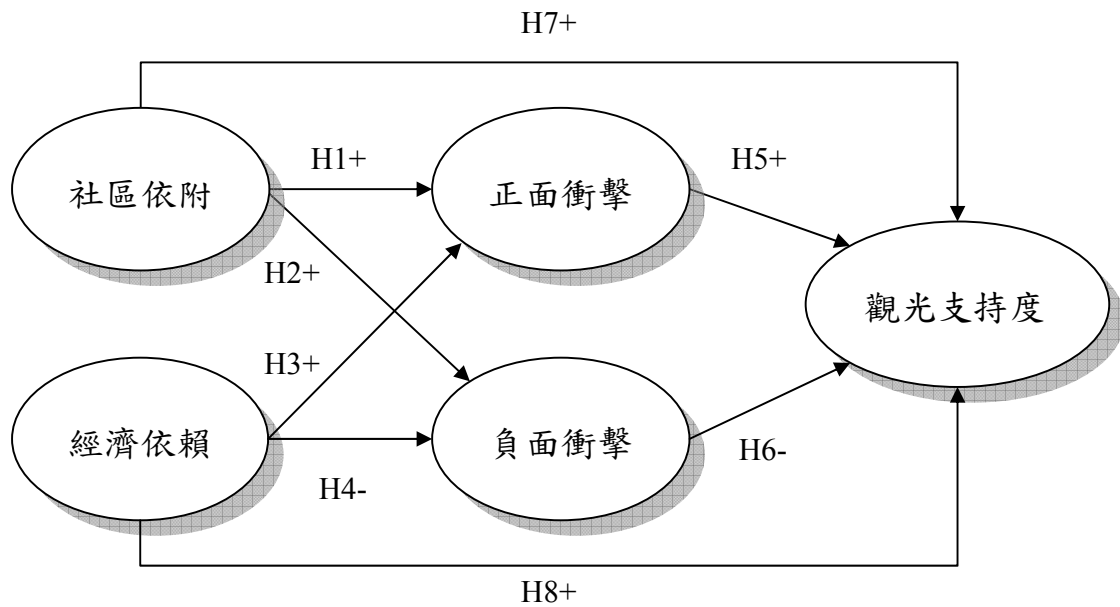 H7+
H1+
H5+
社區依附
正面衝擊
H2+
觀光支持度
H3+
經濟依賴
負面衝擊
H6-
H4-
H8+